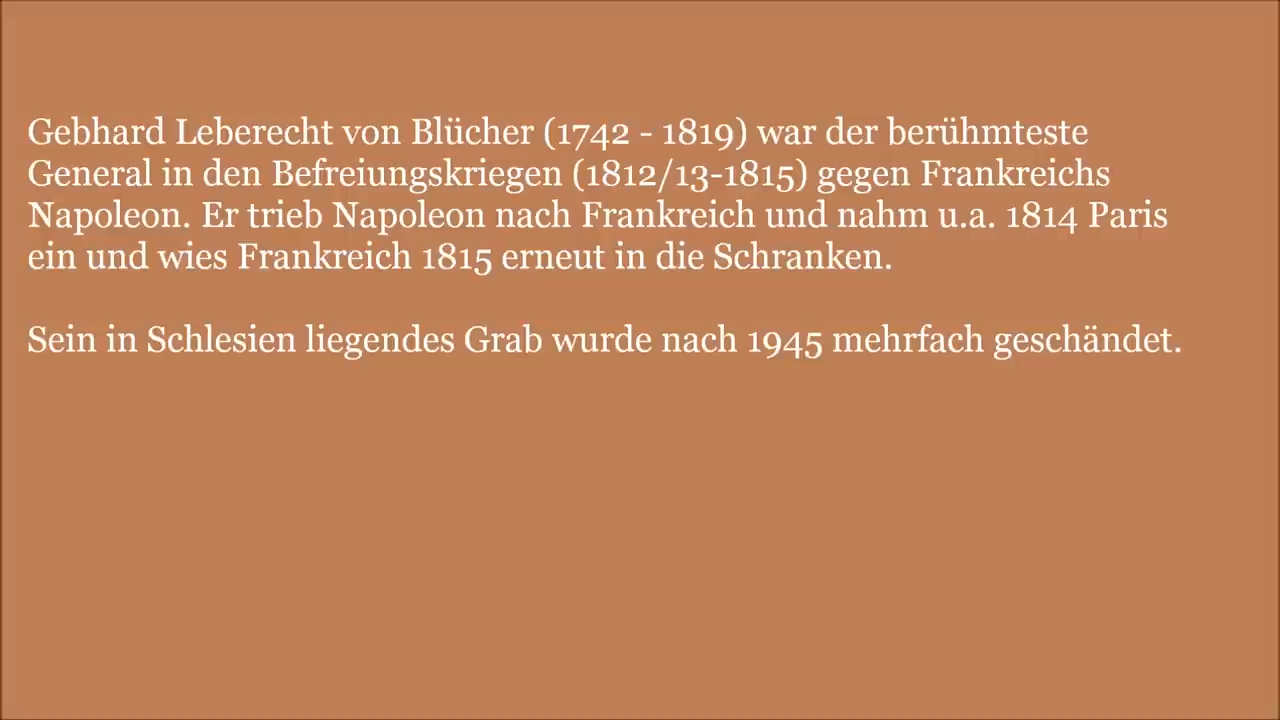 Gebhard Leberecht von Blücher (1742 - 1819) war der berühmteste
General in den Befreiungskriegen (1812/13-1815) gegen Frankreichs
Napoleon. Er trieb Napoleon nach Frankreich und nahm u.a. 1814 Paris
ein und wies Frankreich 1815 erneut in die Schranken.
Sein in Schlesien liegendes Grab wurde nach 1945 mehrfach geschändet.